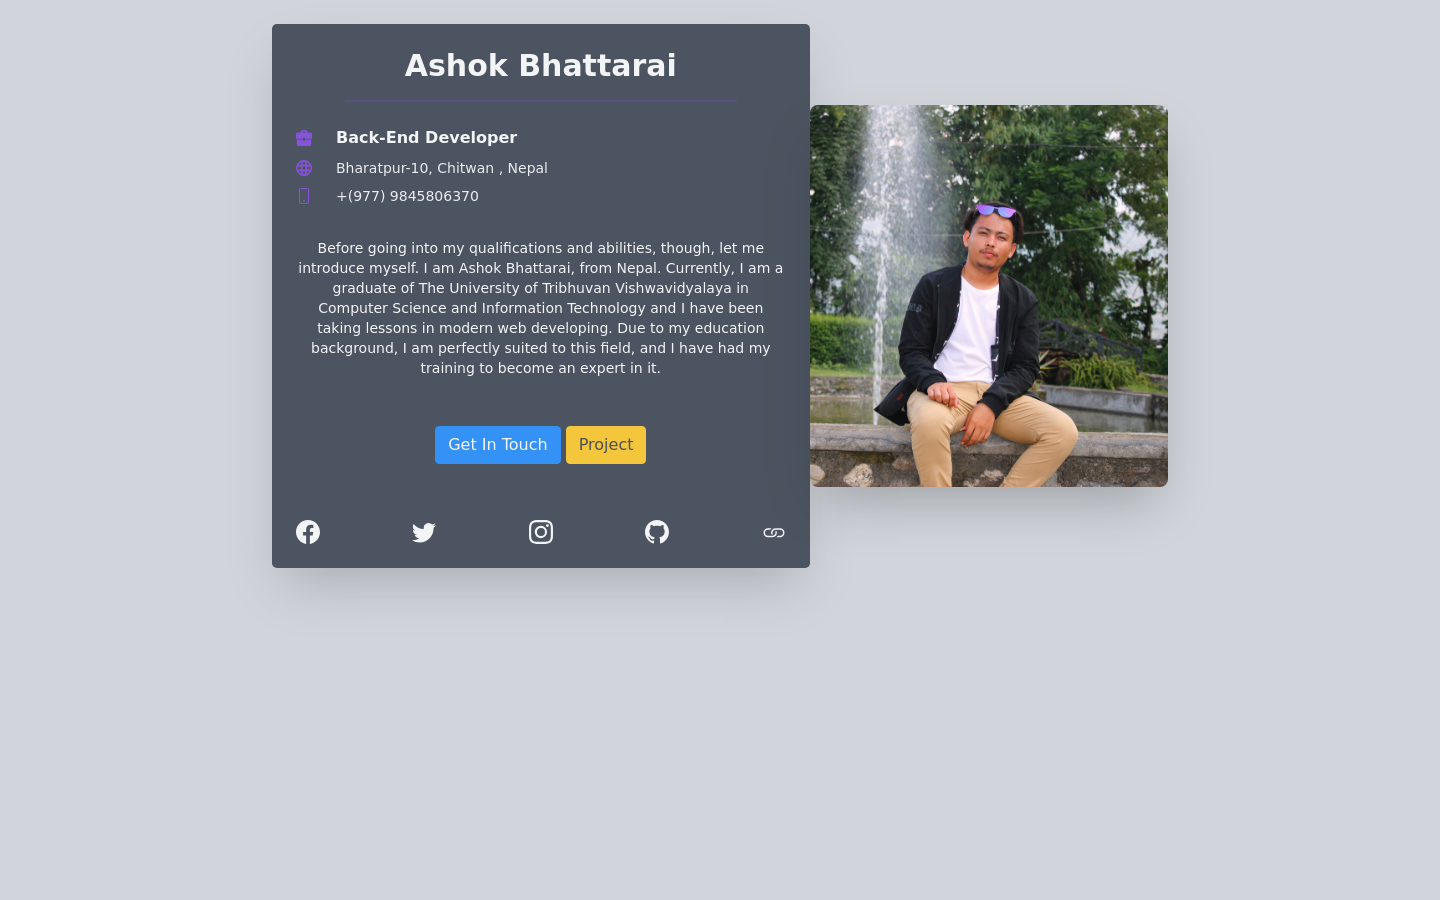 Ashok Bhattarai
Back-End Developer
Bharatpur-10, Chitwan , Nepal
+(977) 9845806370
Before going into my qualifications and abilities, though, let me
introduce myself. I am Ashok Bhattarai, from Nepal. Currently, I am a
graduate of The University of Tribhuvan Vishwavidyalaya in
Computer Science and Information Technology and I have been
taking lessons in modern web developing. Due to my education
background, I am perfectly suited to this field, and I have had my
training to become an expert in it.
Get In Touch Project